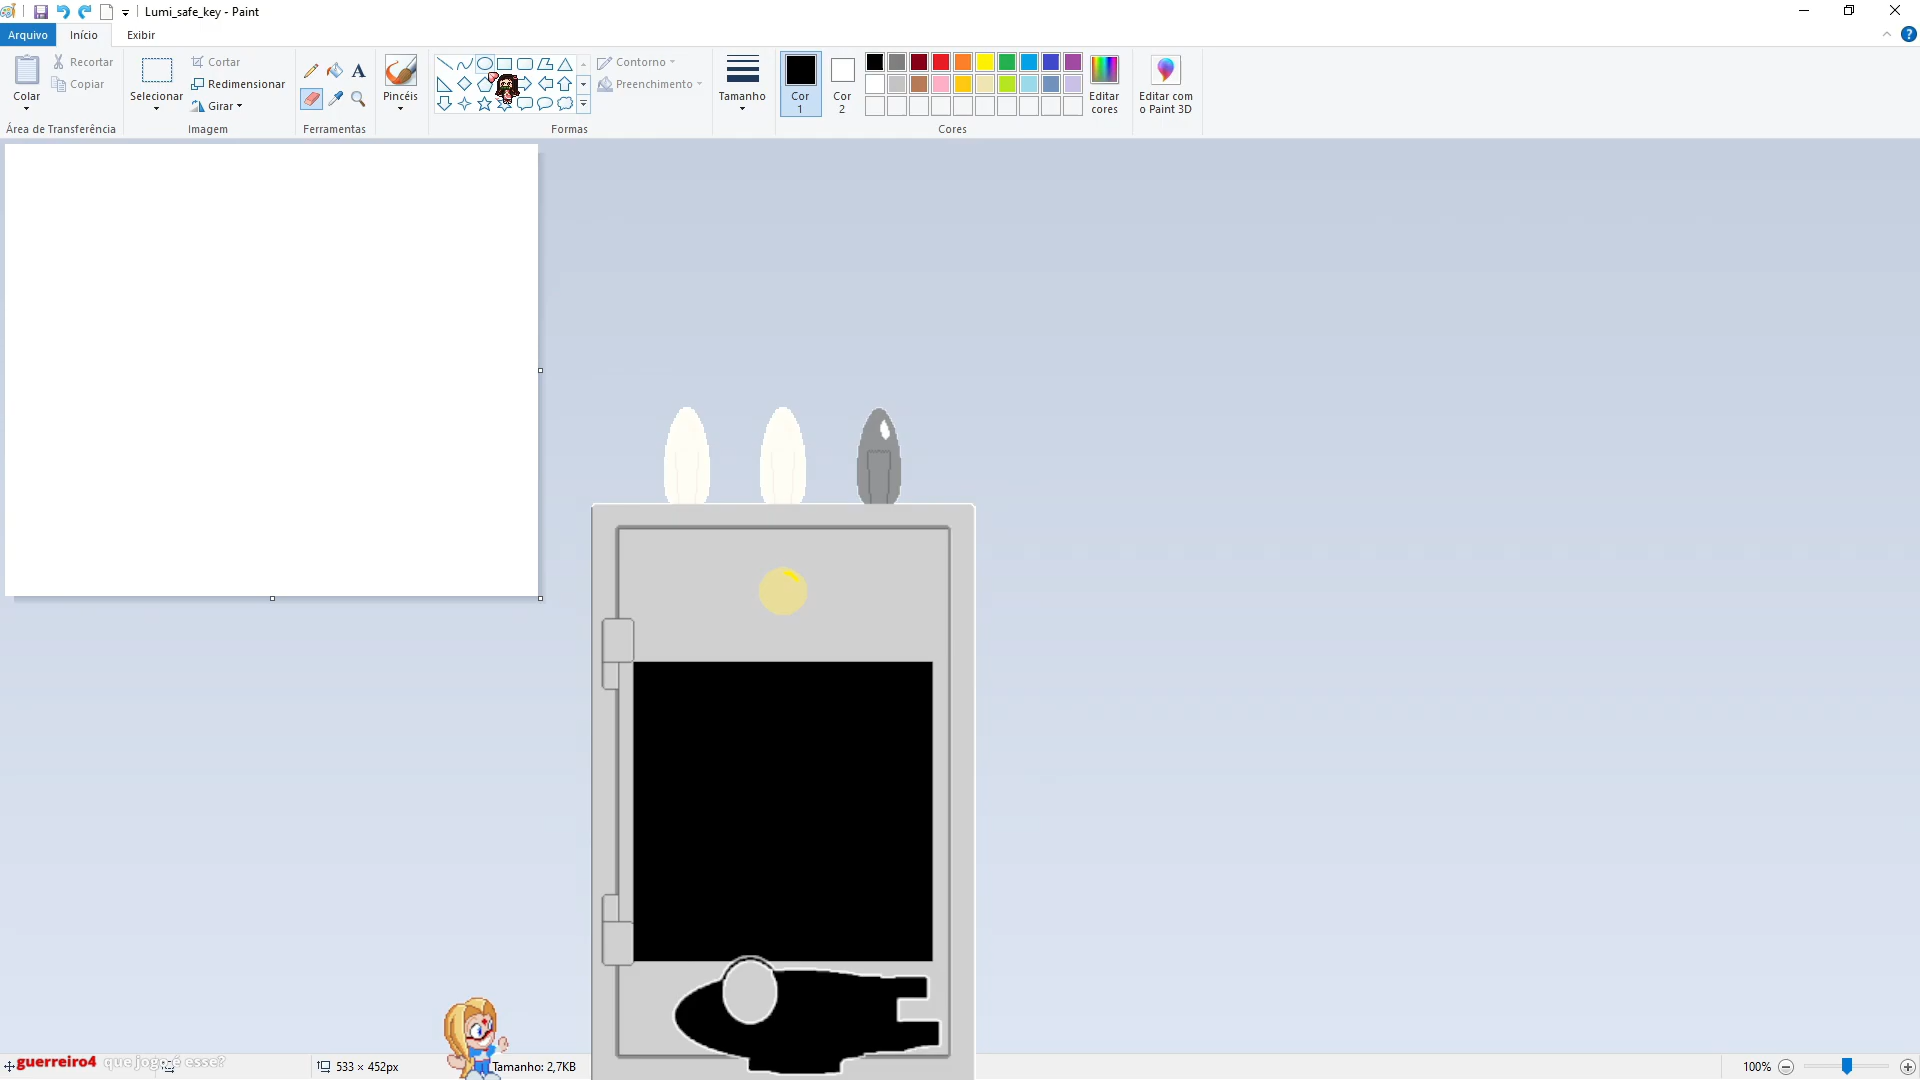 Lumi_safe_key - Paint
Arquivo
Início
Exibir
Colar
Recortar
Copiar
Área de Transferência
Selecionar
Cortar
Redimensionar
Girar
Imagem
A
Ferramentas
Pincéis
Contorno
Preenchimento
Formas
Tamanho
Cor
1
Cor
2
Editar
cores
Cores
Editar com
o Paint 3D
guerreiro4 que jogo é esse?
533 × 452px
Tamanho: 2,7KB
100%